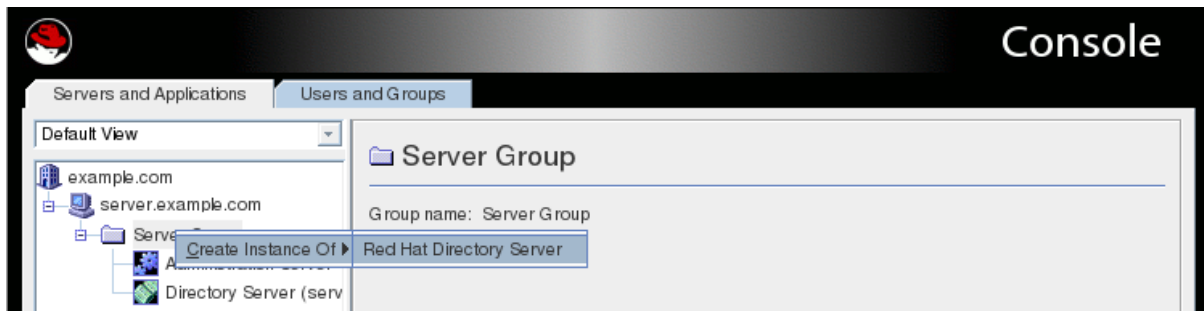 Console
Servers and Applications
Users and Groups
Default View
Server Group
example.com
server.example.com
Group name: Server Group
Create Instance Of
Red Hat Directory Server
Directory Server (serv